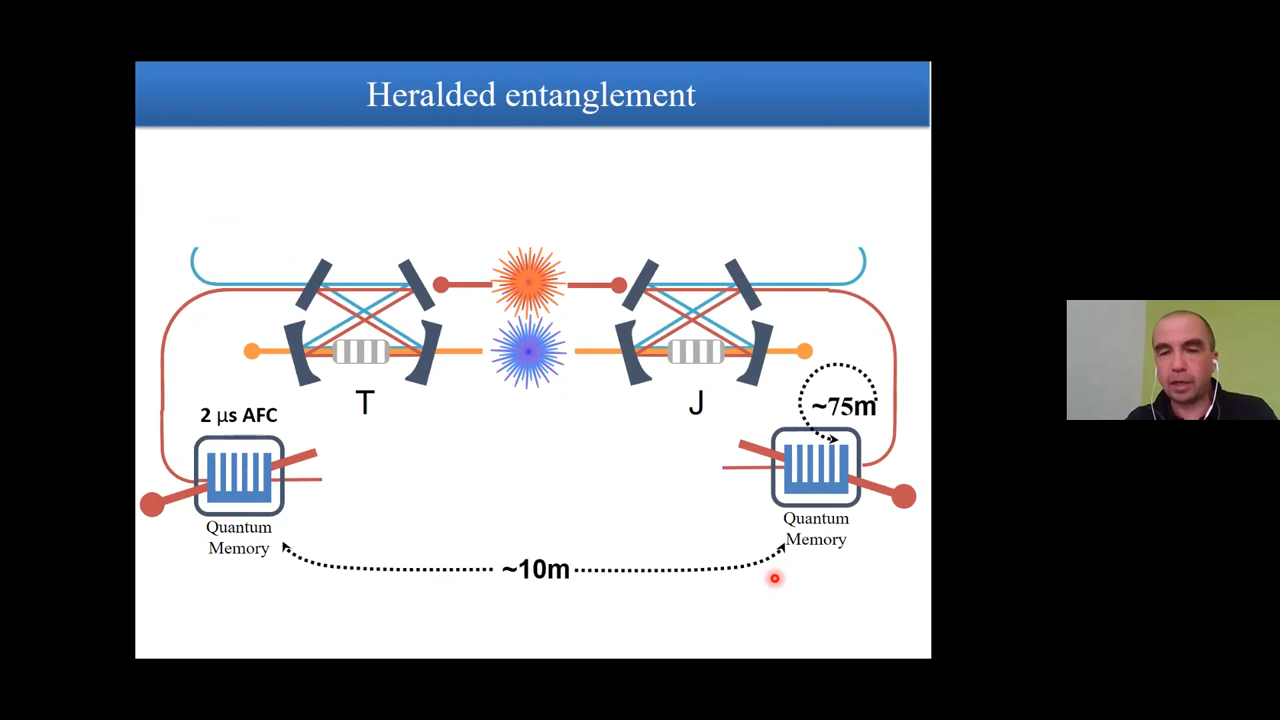 Heralded entanglement
T
J
~75m
2 μs AFC
Quantum
Memory
Quantum
Memory
~10m